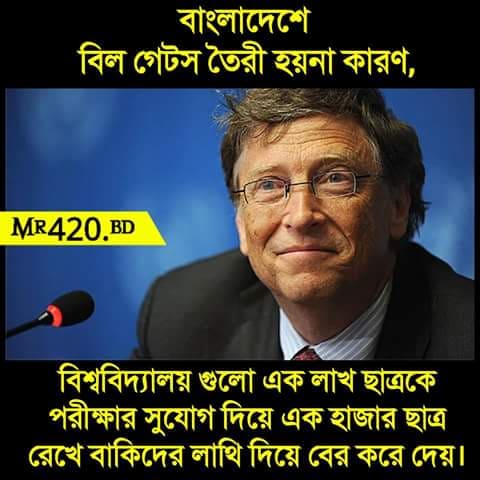 বাংলাদেশে
বিল গেটস তৈরী হয়না কারণ,
MR420.BD
বিশ্ববিদ্যালয় গুলো এক লাখ ছাত্রকে
পরীক্ষার সুযোগ দিয়ে এক হাজার ছাত্র
রেখে বাকিদের লাথি দিয়ে বের করে দেয়।